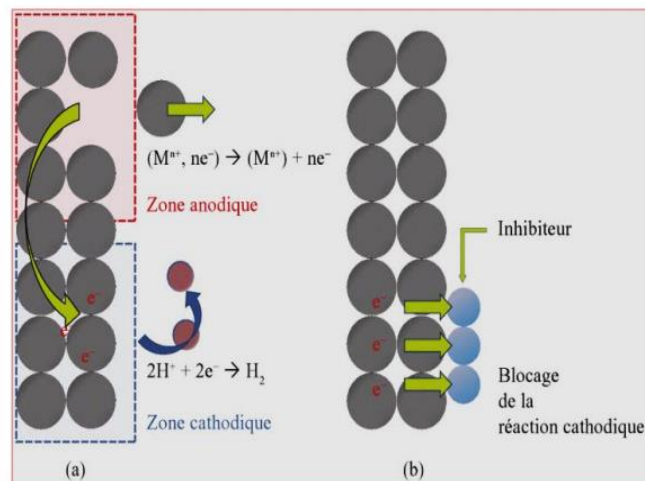 (Mⁿ⁺, ne⁻) → (Mⁿ⁺) + ne⁻
Zone anodique
e⁻
e
e⁻
2H⁺ + 2e⁻ → H₂
Zone cathodique
(a)
Inhibiteur
e⁻
e⁻
e⁻
Blocage
de la
réaction cathodique
(b)